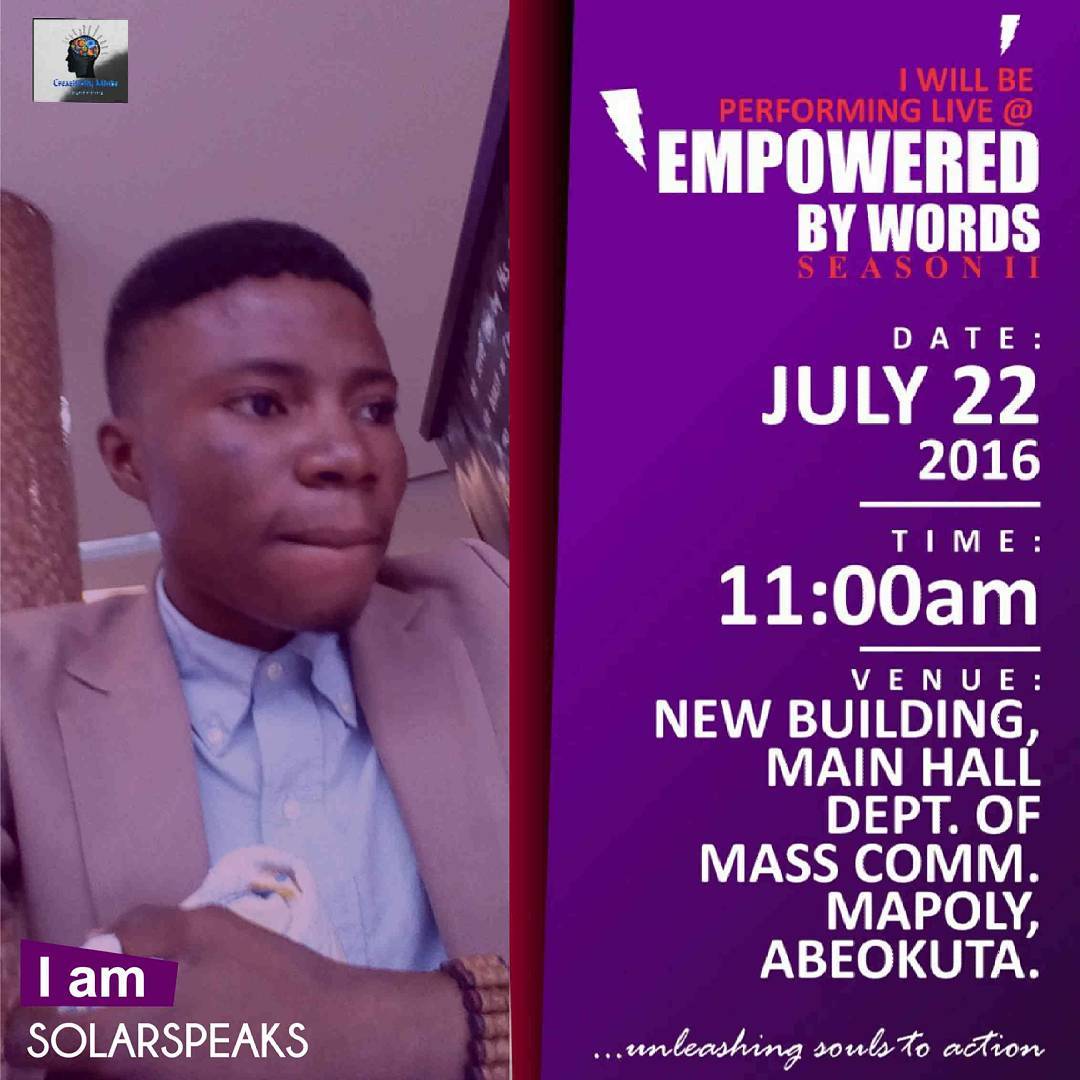 I WILL BE
PERFORMING LIVE @
EMPOWERED
BY WORDS
SEASON II
DATE:
JULY 22
2016
TIME:
11:00am
VENUE:
NEW BUILDING,
MAIN HALL
DEPT. OF
MASS COMM.
MAPOLY,
ABEOKUTA.
...unleashing souls to action
I am
SOLARSPEAKS